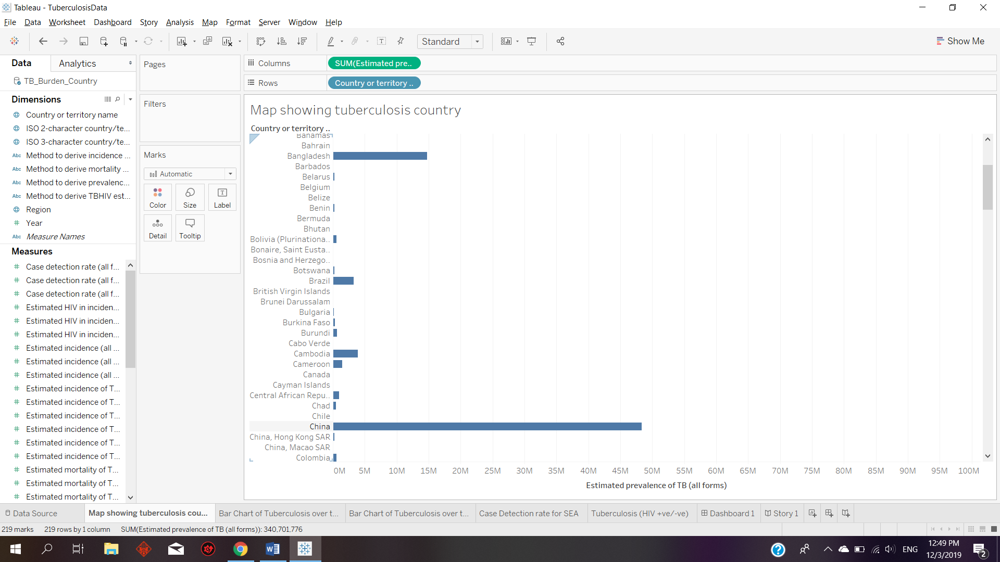 Tableau - TuberculosisData
File Data Worksheet Dashboard Story Analysis Map Format Server Window Help
Standard
Show Me
Data Analytics
TB_Burden_Country
Dimensions
Country or territory name
ISO 2-character country/te...
ISO 3-character country/te...
Abc Method to derive incidence ...
Abc Method to derive mortality ...
Abc Method to derive prevalenc...
Abc Method to derive TBHIV est...
Region
# Year
Abc Measure Names
Measures
# Case detection rate (all f...
# Case detection rate (all f...
# Case detection rate (all f...
# Estimated HIV in inciden...
# Estimated HIV in inciden...
# Estimated HIV in inciden...
# Estimated incidence (all ...
# Estimated incidence (all ...
# Estimated incidence (all ...
# Estimated incidence of T...
# Estimated incidence of T...
# Estimated incidence of T...
# Estimated incidence of T...
# Estimated incidence of T...
# Estimated incidence of T...
# Estimated mortality of T...
# Estimated mortality of T...
# Estimated mortality of T...
Pages
Filters
Marks
Automatic
Color Size Label
Detail Tooltip
Columns SUM(Estimated pre..
Rows Country or territory ..
Map showing tuberculosis country
Country or territory ..
Bahamas
Bahrain
Bangladesh
Barbados
Belarus
Belgium
Belize
Benin
Bermuda
Bhutan
Bolivia (Plurinationa..
Bonaire, Saint Eusta..
Bosnia and Herzego..
Botswana
Brazil
British Virgin Islands
Brunei Darussalam
Bulgaria
Burkina Faso
Burundi
Cabo Verde
Cambodia
Cameroon
Canada
Cayman Islands
Central African Repu..
Chad
Chile
China
China, Hong Kong SAR
China, Macao SAR
Colombia
0M 5M 10M 15M 20M 25M 30M 35M 40M 45M 50M 55M 60M 65M 70M 75M 80M 85M 90M 95M 100M
Estimated prevalence of TB (all forms)
Data Source Map showing tuberculosis cou... Bar Chart of Tuberculosis over t... Bar Chart of Tuberculosis over t... Case Detection rate for SEA Tuberculosis (HIV +ve/-ve) Dashboard 1 Story 1
219 marks 219 rows by 1 column SUM(Estimated prevalence of TB (all forms)): 340,701,776
ENG
12:49 PM
12/3/2019
2